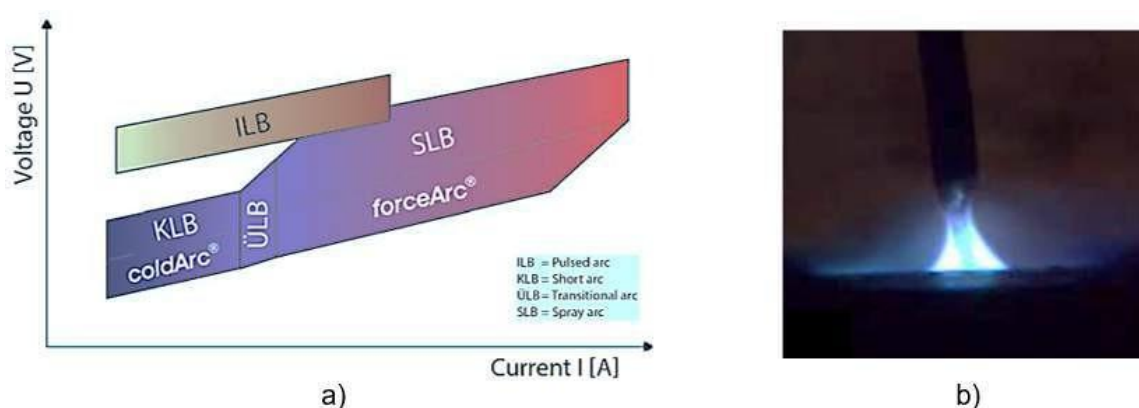 Voltage U [V]
ILB
SLB
KLB
coldArc®
ÜLB
forceArc®
ILB = Pulsed arc
KLB = Short arc
ÜLB = Transitional arc
SLB = Spray arc
Current I [A]
a)
b)